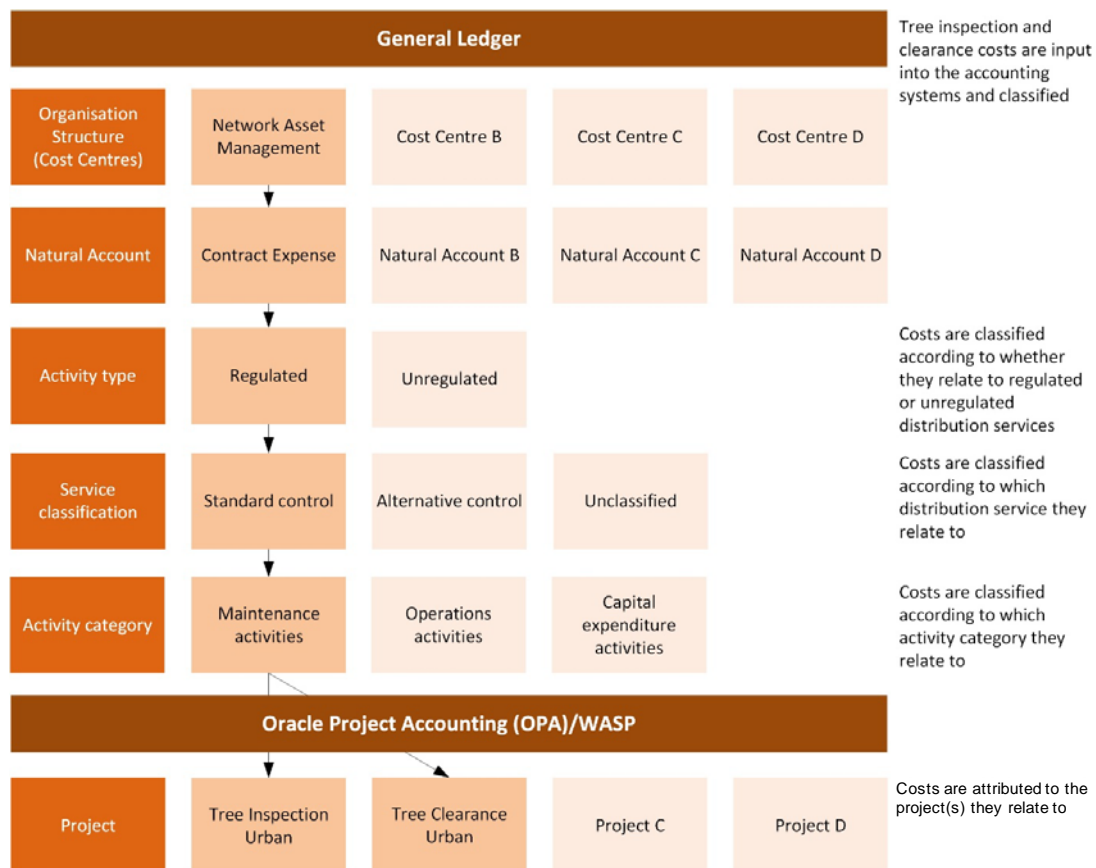 General Ledger
Tree inspection and
clearance costs are input
into the accounting
systems and classified
Organisation
Structure
(Cost Centres)
Network Asset
Management
Cost Centre B
Cost Centre C
Cost Centre D
Natural Account
Contract Expense
Natural Account B
Natural Account C
Natural Account D
Activity type
Regulated
Unregulated
Costs are classified
according to whether
they relate to regulated
or unregulated
distribution services
Service
classification
Standard control
Alternative control
Unclassified
Costs are classified
according to which
distribution service they
relate to
Activity category
Maintenance
activities
Operations
activities
Capital
expenditure
activities
Costs are classified
according to which
activity category they
relate to
Oracle Project Accounting (OPA)/WASP
Project
Tree Inspection
Urban
Tree Clearance
Urban
Project C
Project D
Costs are attributed to the
project(s) they relate to